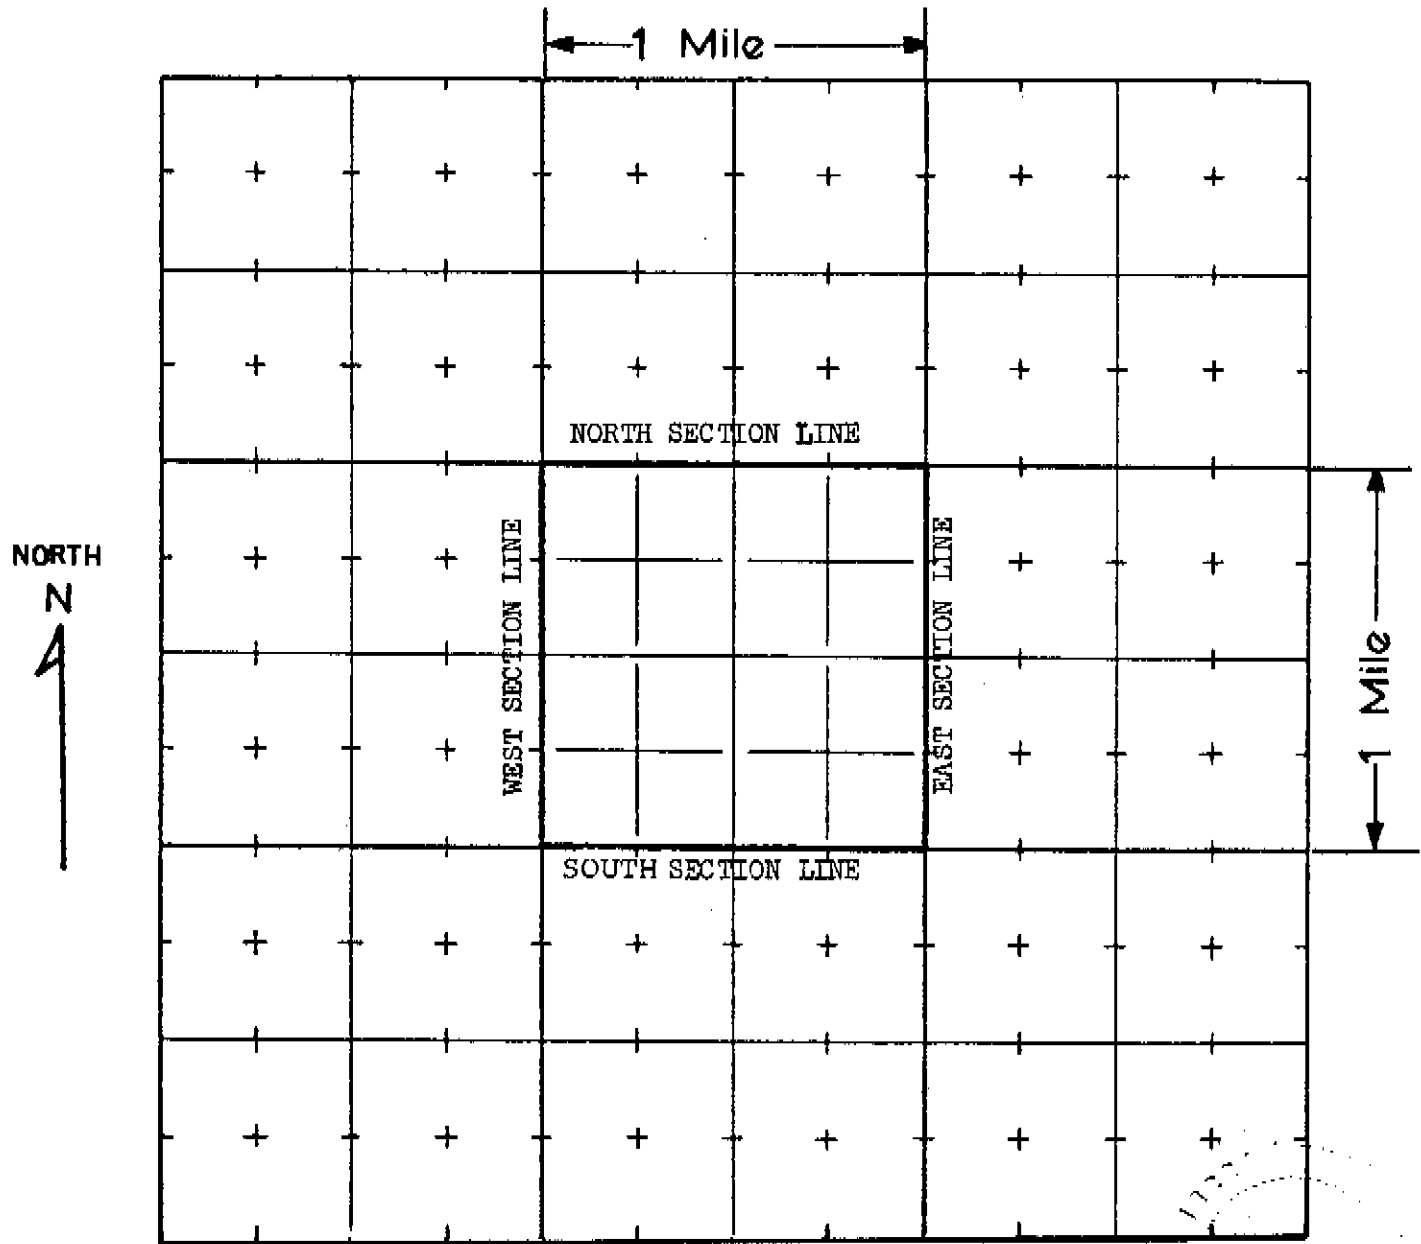 1 Mile
NORTH SECTION LINE
NORTH
N
WEST SECTION LINE
EAST SECTION LINE
1 Mile
SOUTH SECTION LINE